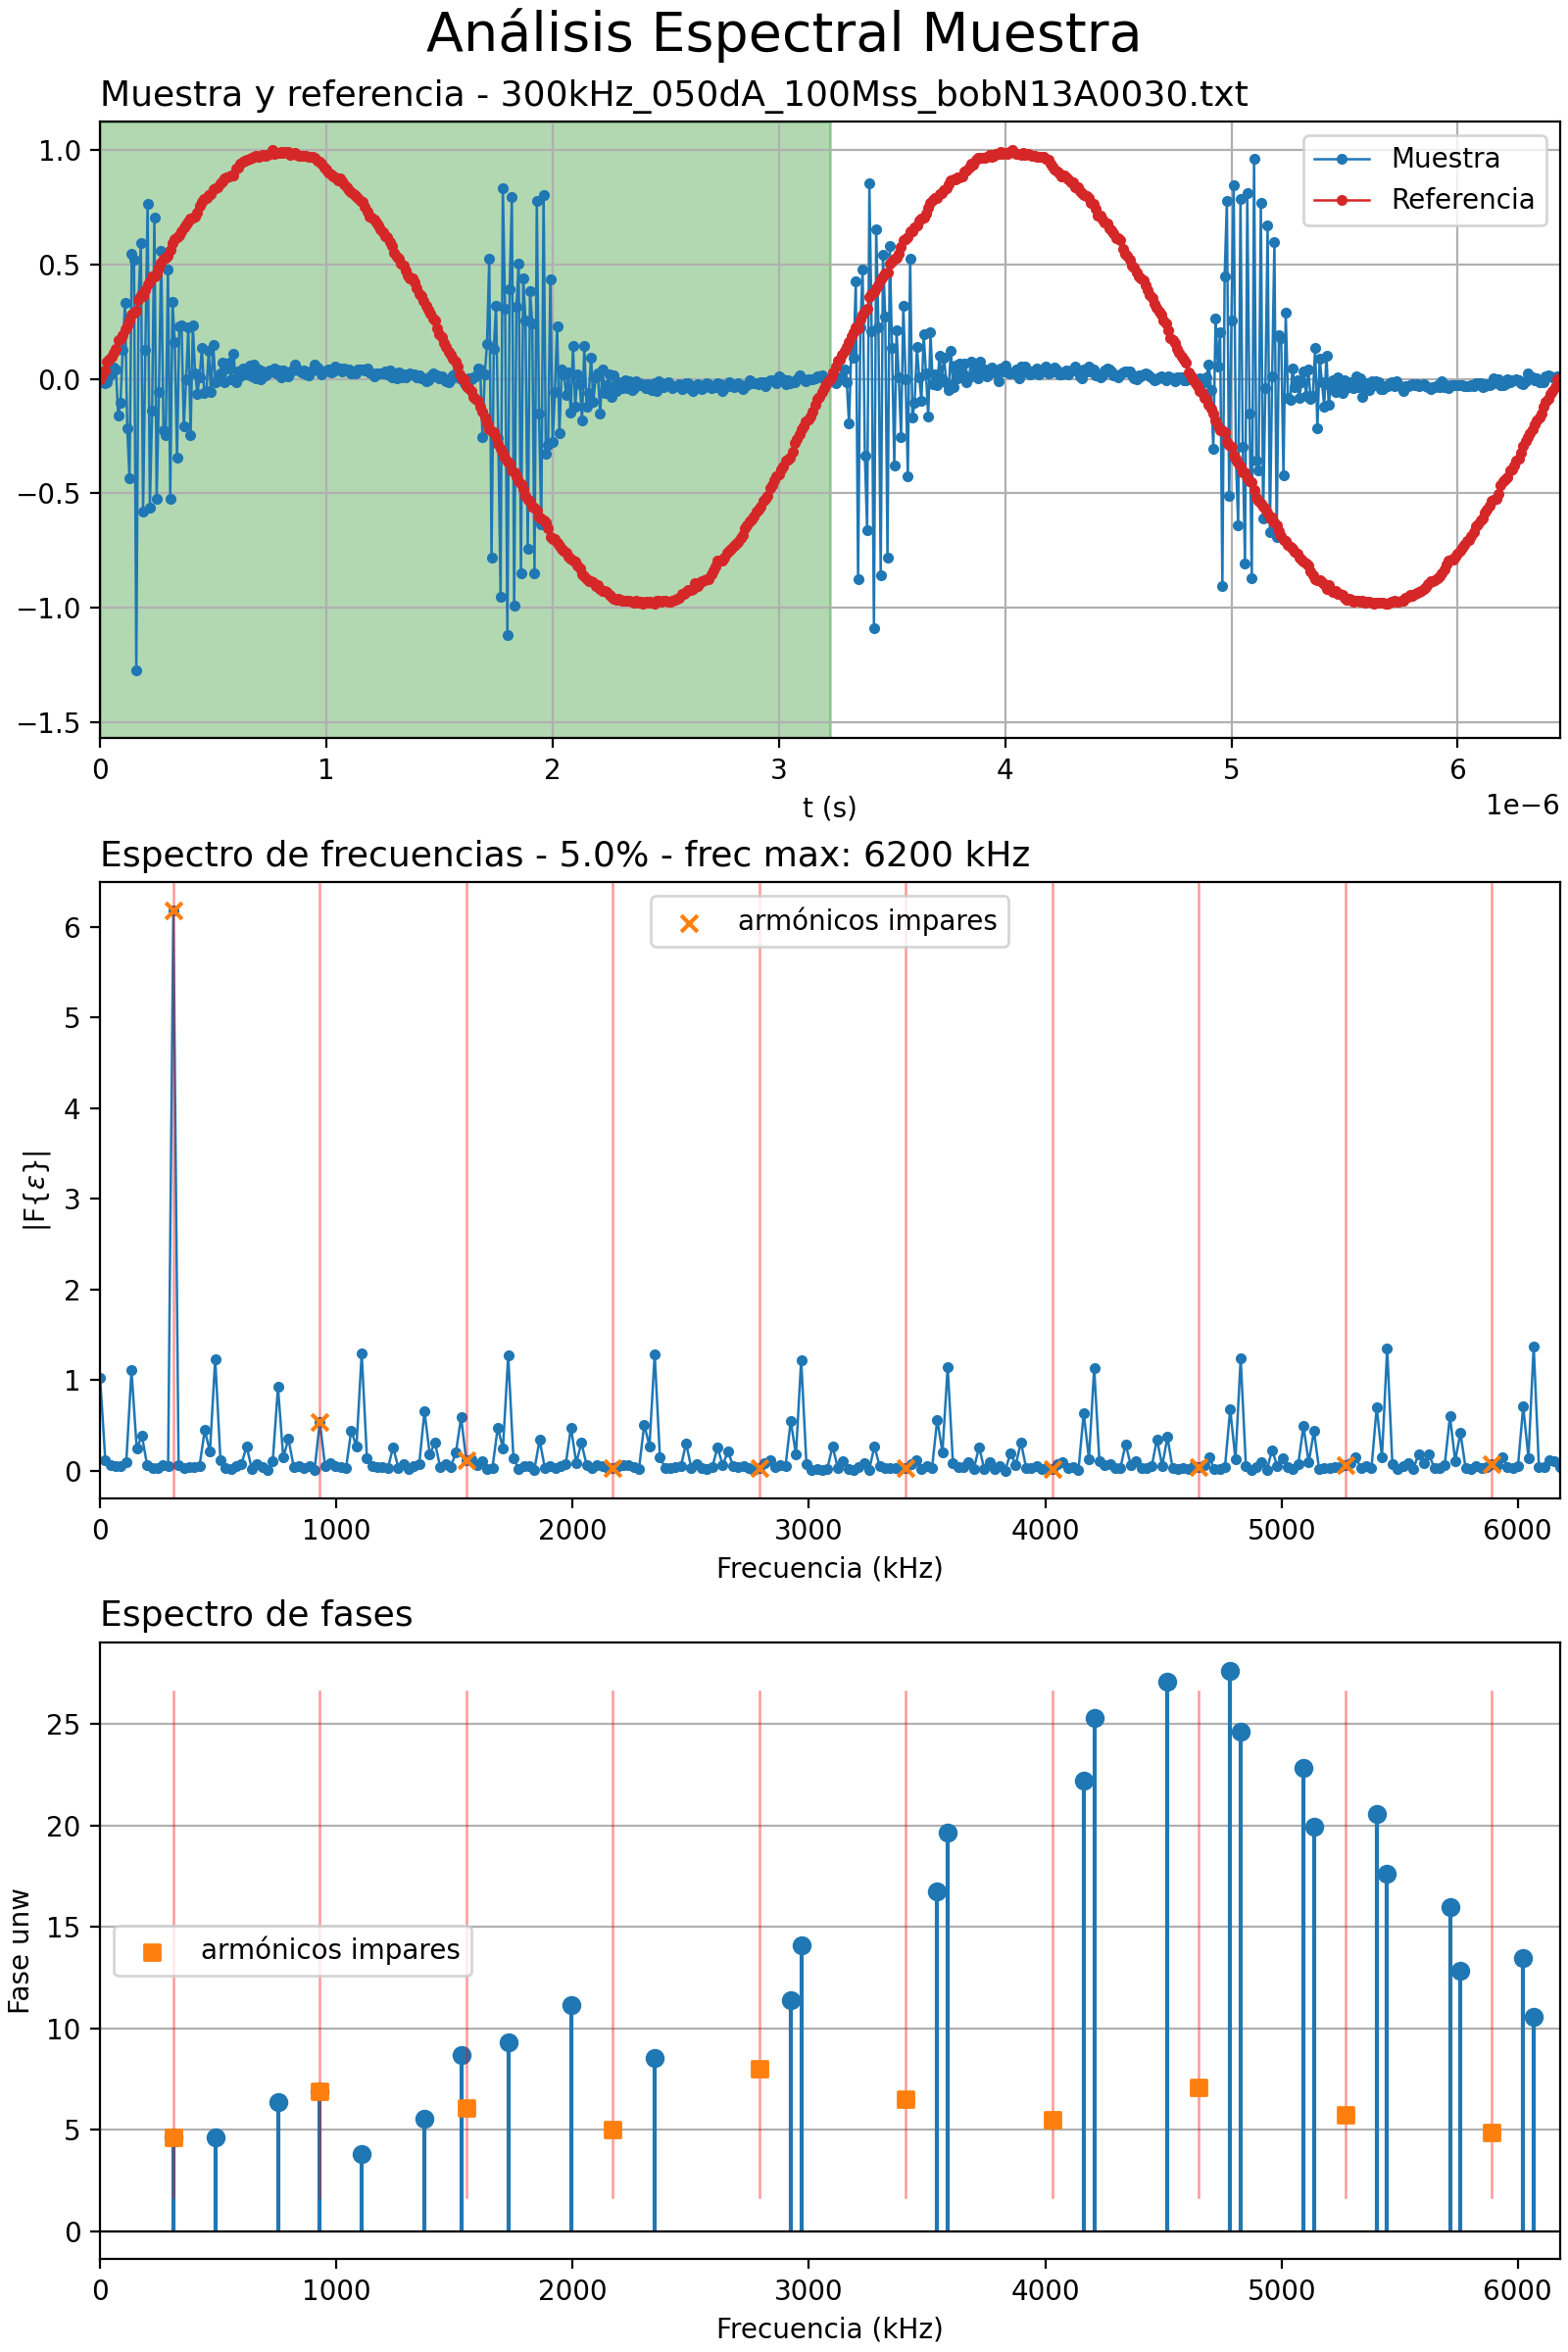 Análisis Espectral Muestra
Muestra y referencia - 300kHz_050dA_100Mss_bobN13A0030.txt
1.0
0.5
0.0
−0.5
−1.0
−1.5
Muestra
Referencia
0 1 2 3 4 5 6
t (s)
1e−6
Espectro de frecuencias - 5.0% - frec max: 6200 kHz
armónicos impares
6
5
4
3
2
1
0
|F{ε}|
0 1000 2000 3000 4000 5000 6000
Frecuencia (kHz)
Espectro de fases
25
20
15
10
5
0
Fase unw
armónicos impares
0 1000 2000 3000 4000 5000 6000
Frecuencia (kHz)